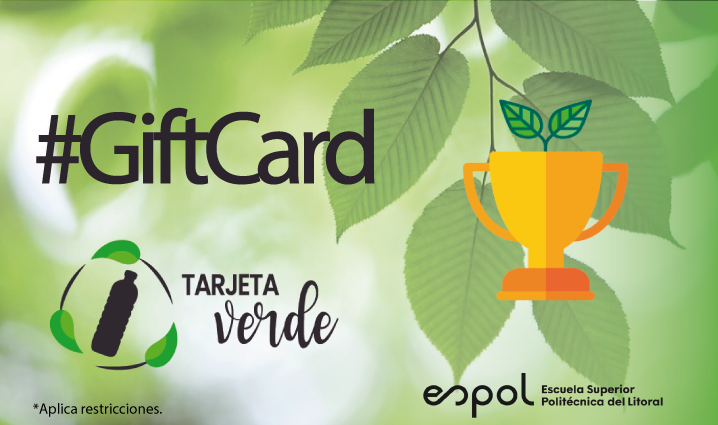 #GiftCard
TARJETA
verde
espol Escuela Superior
Politécnica del Litoral
*Aplica restricciones.